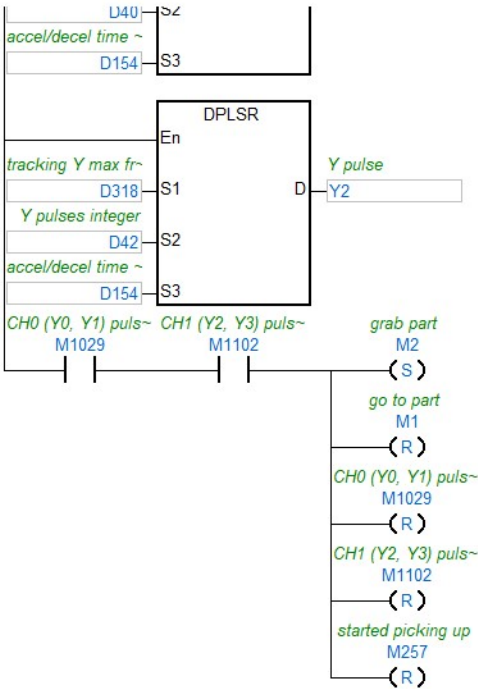 D40 S2
accel/decel time ~
D154 S3
DPLSR
En
tracking Y max fr~ Y pulse
D318 S1 D Y2
Y pulses integer
D42 S2
accel/decel time ~
D154 S3
CH0 (Y0, Y1) puls~ CH1 (Y2, Y3) puls~ grab part
M1029 M1102 M2
S
go to part
M1
R
CH0 (Y0, Y1) puls~
M1029
R
CH1 (Y2, Y3) puls~
M1102
R
started picking up
M257
R